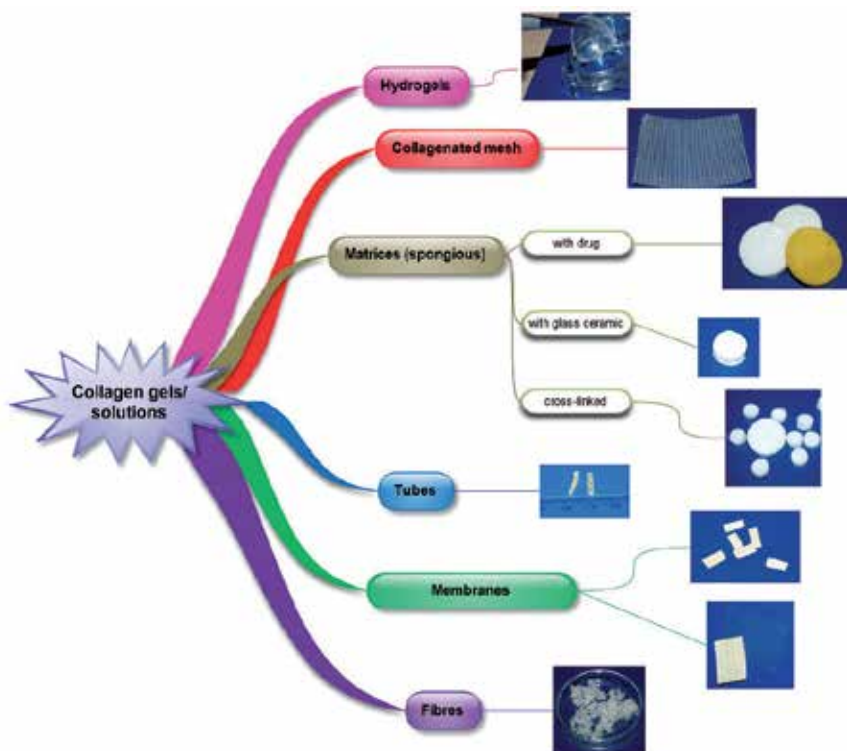 Hydrogels
Collagenated mesh
Matrices (spongious)
with drug
with glass ceramic
cross-linked
Collagen gels/
solutions
Tubes
Membranes
Fibres